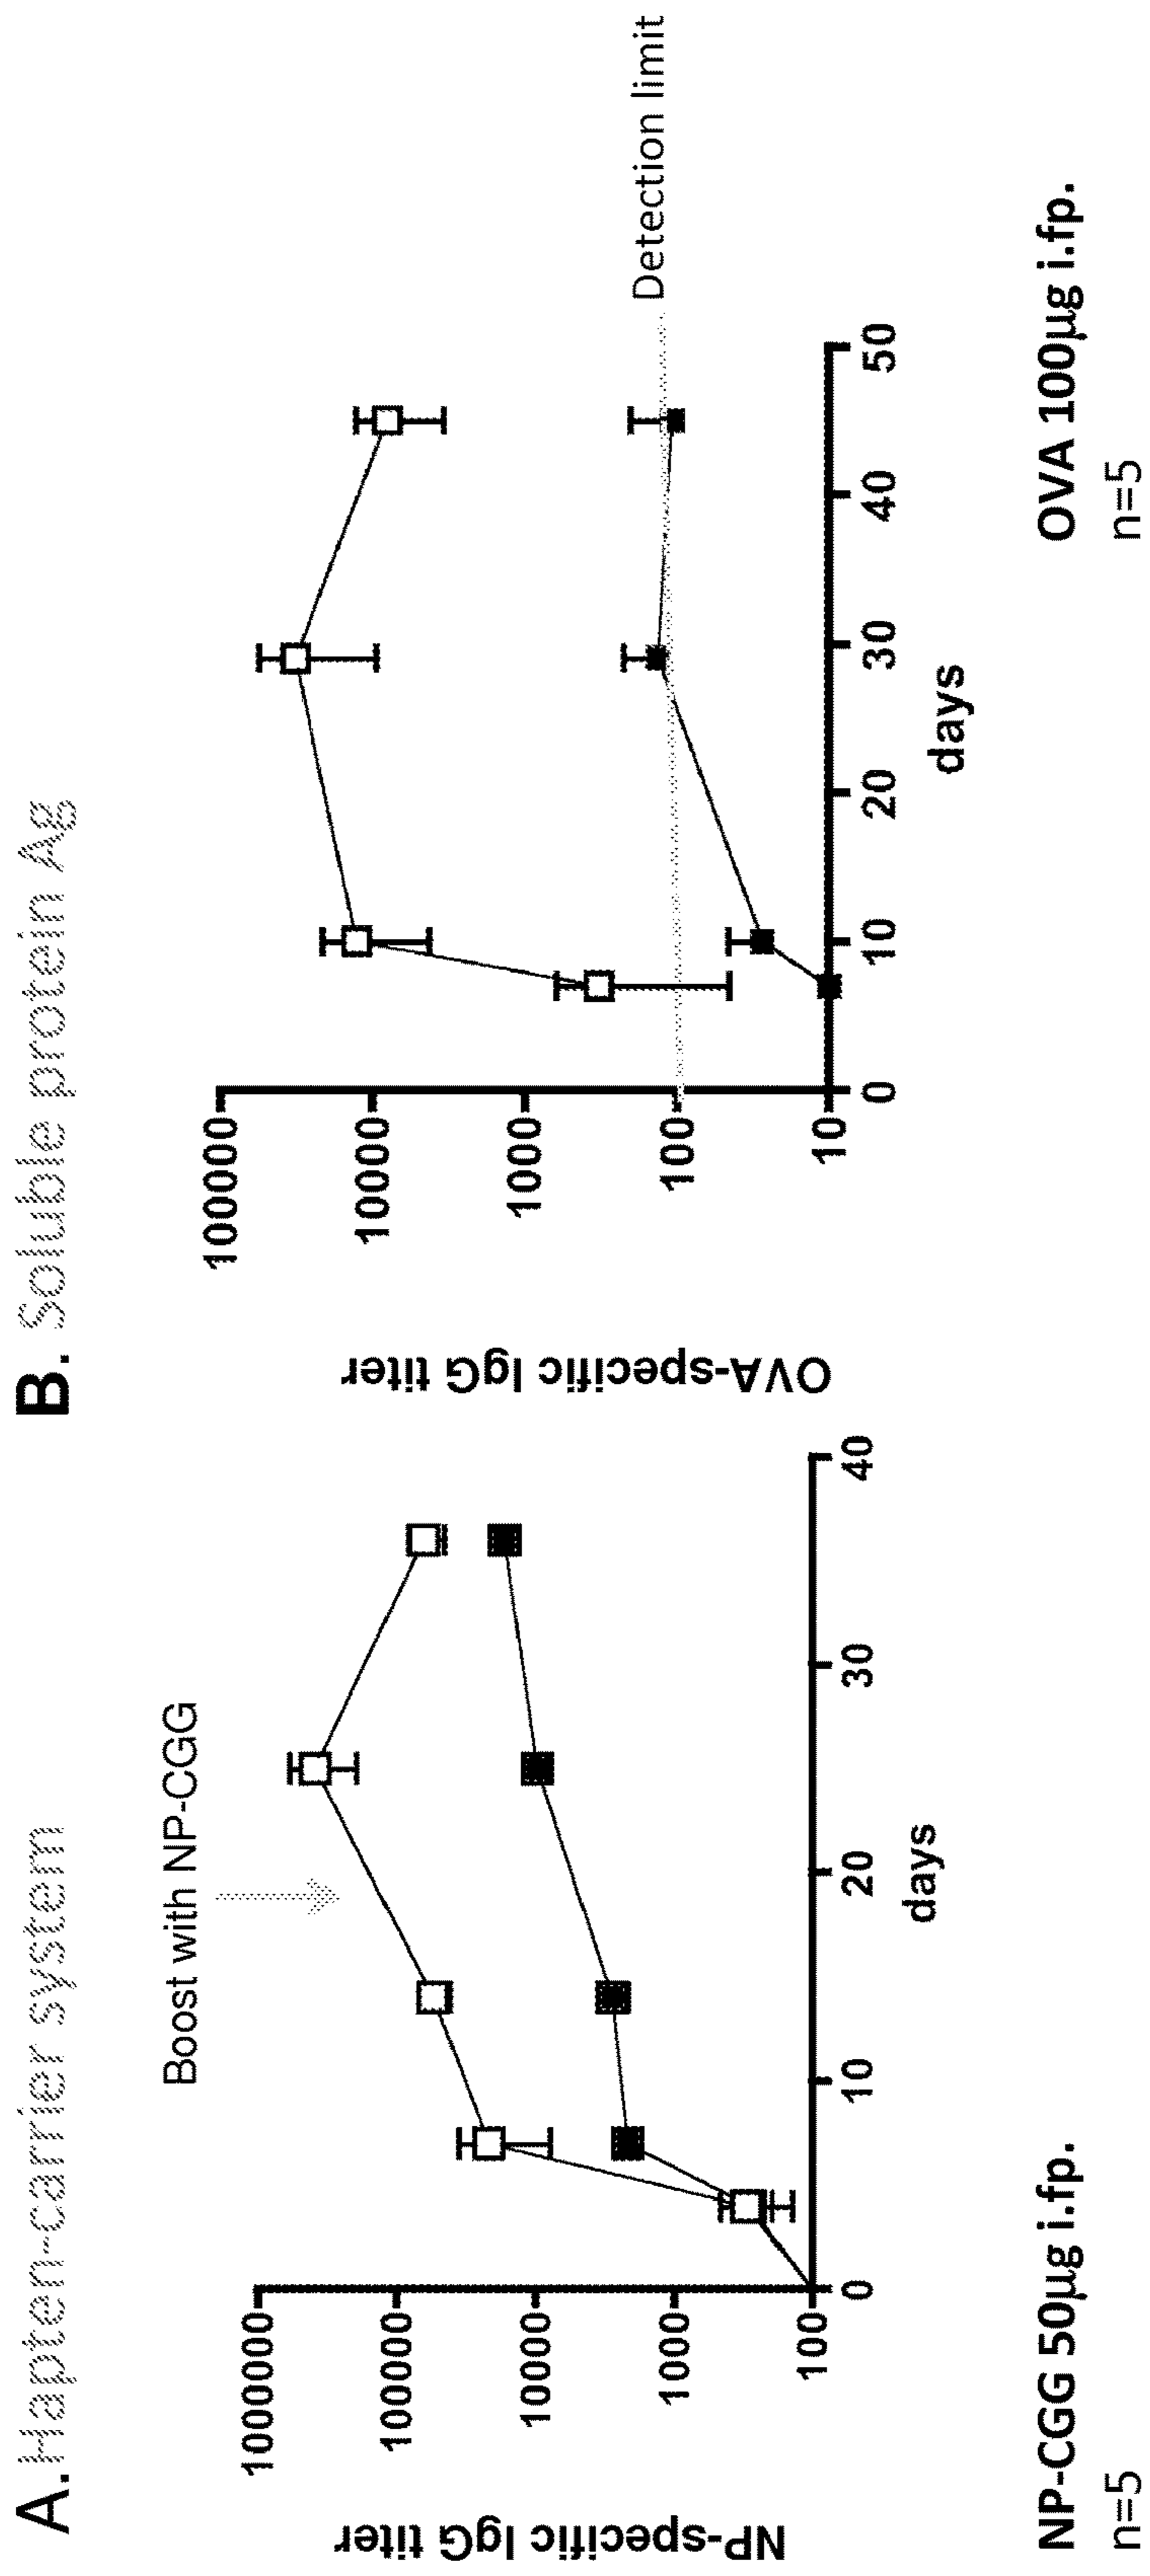 A. Hapten-carrier system
Boost with NP-CGG
NP-specific IgG titer
1000000
100000
10000
1000
100
0
10
20
30
40
days
NP-CGG 50µg i.fp.
n=5
B. Soluble protein Ag
OVA-specific IgG titer
100000
10000
1000
100
10
Detection limit
0
10
20
30
40
50
days
OVA 100µg i.fp.
n=5